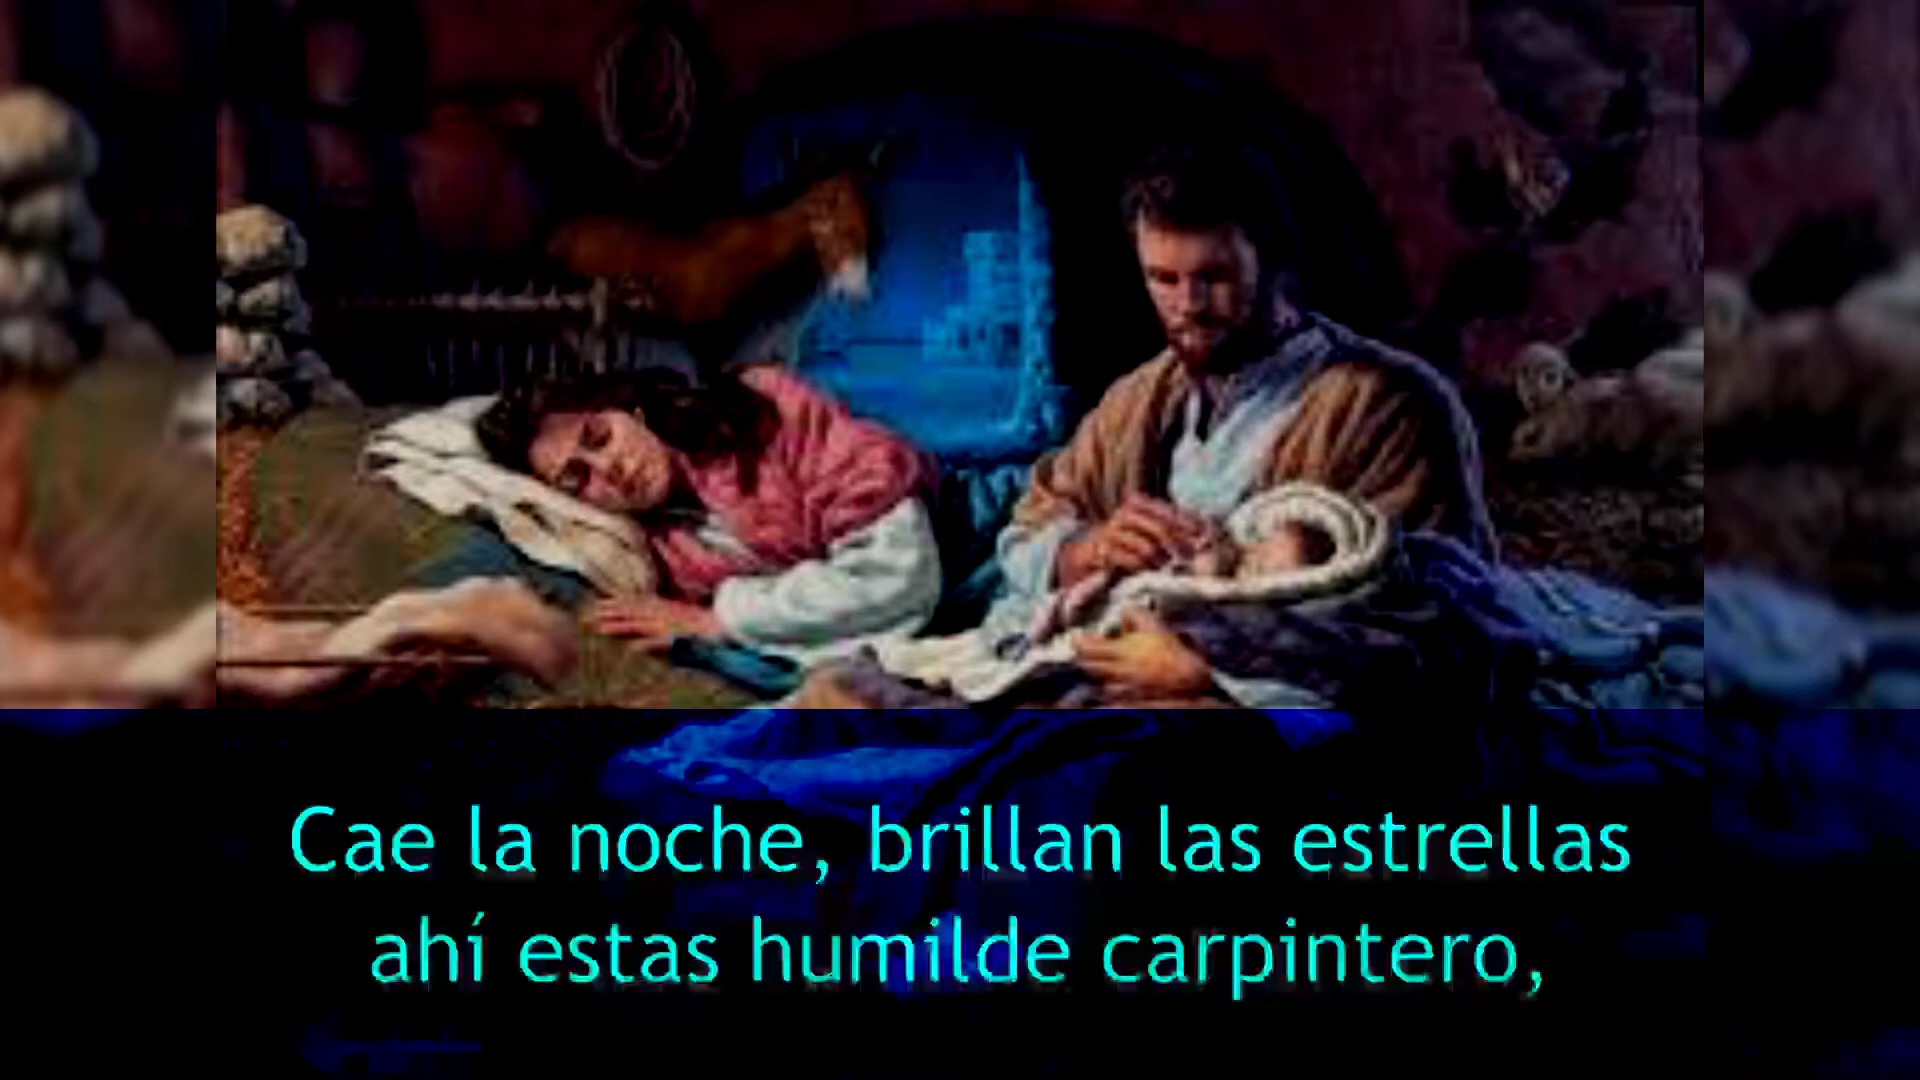 Cae la noche, brillan las estrellas
ahí estas humilde carpintero,